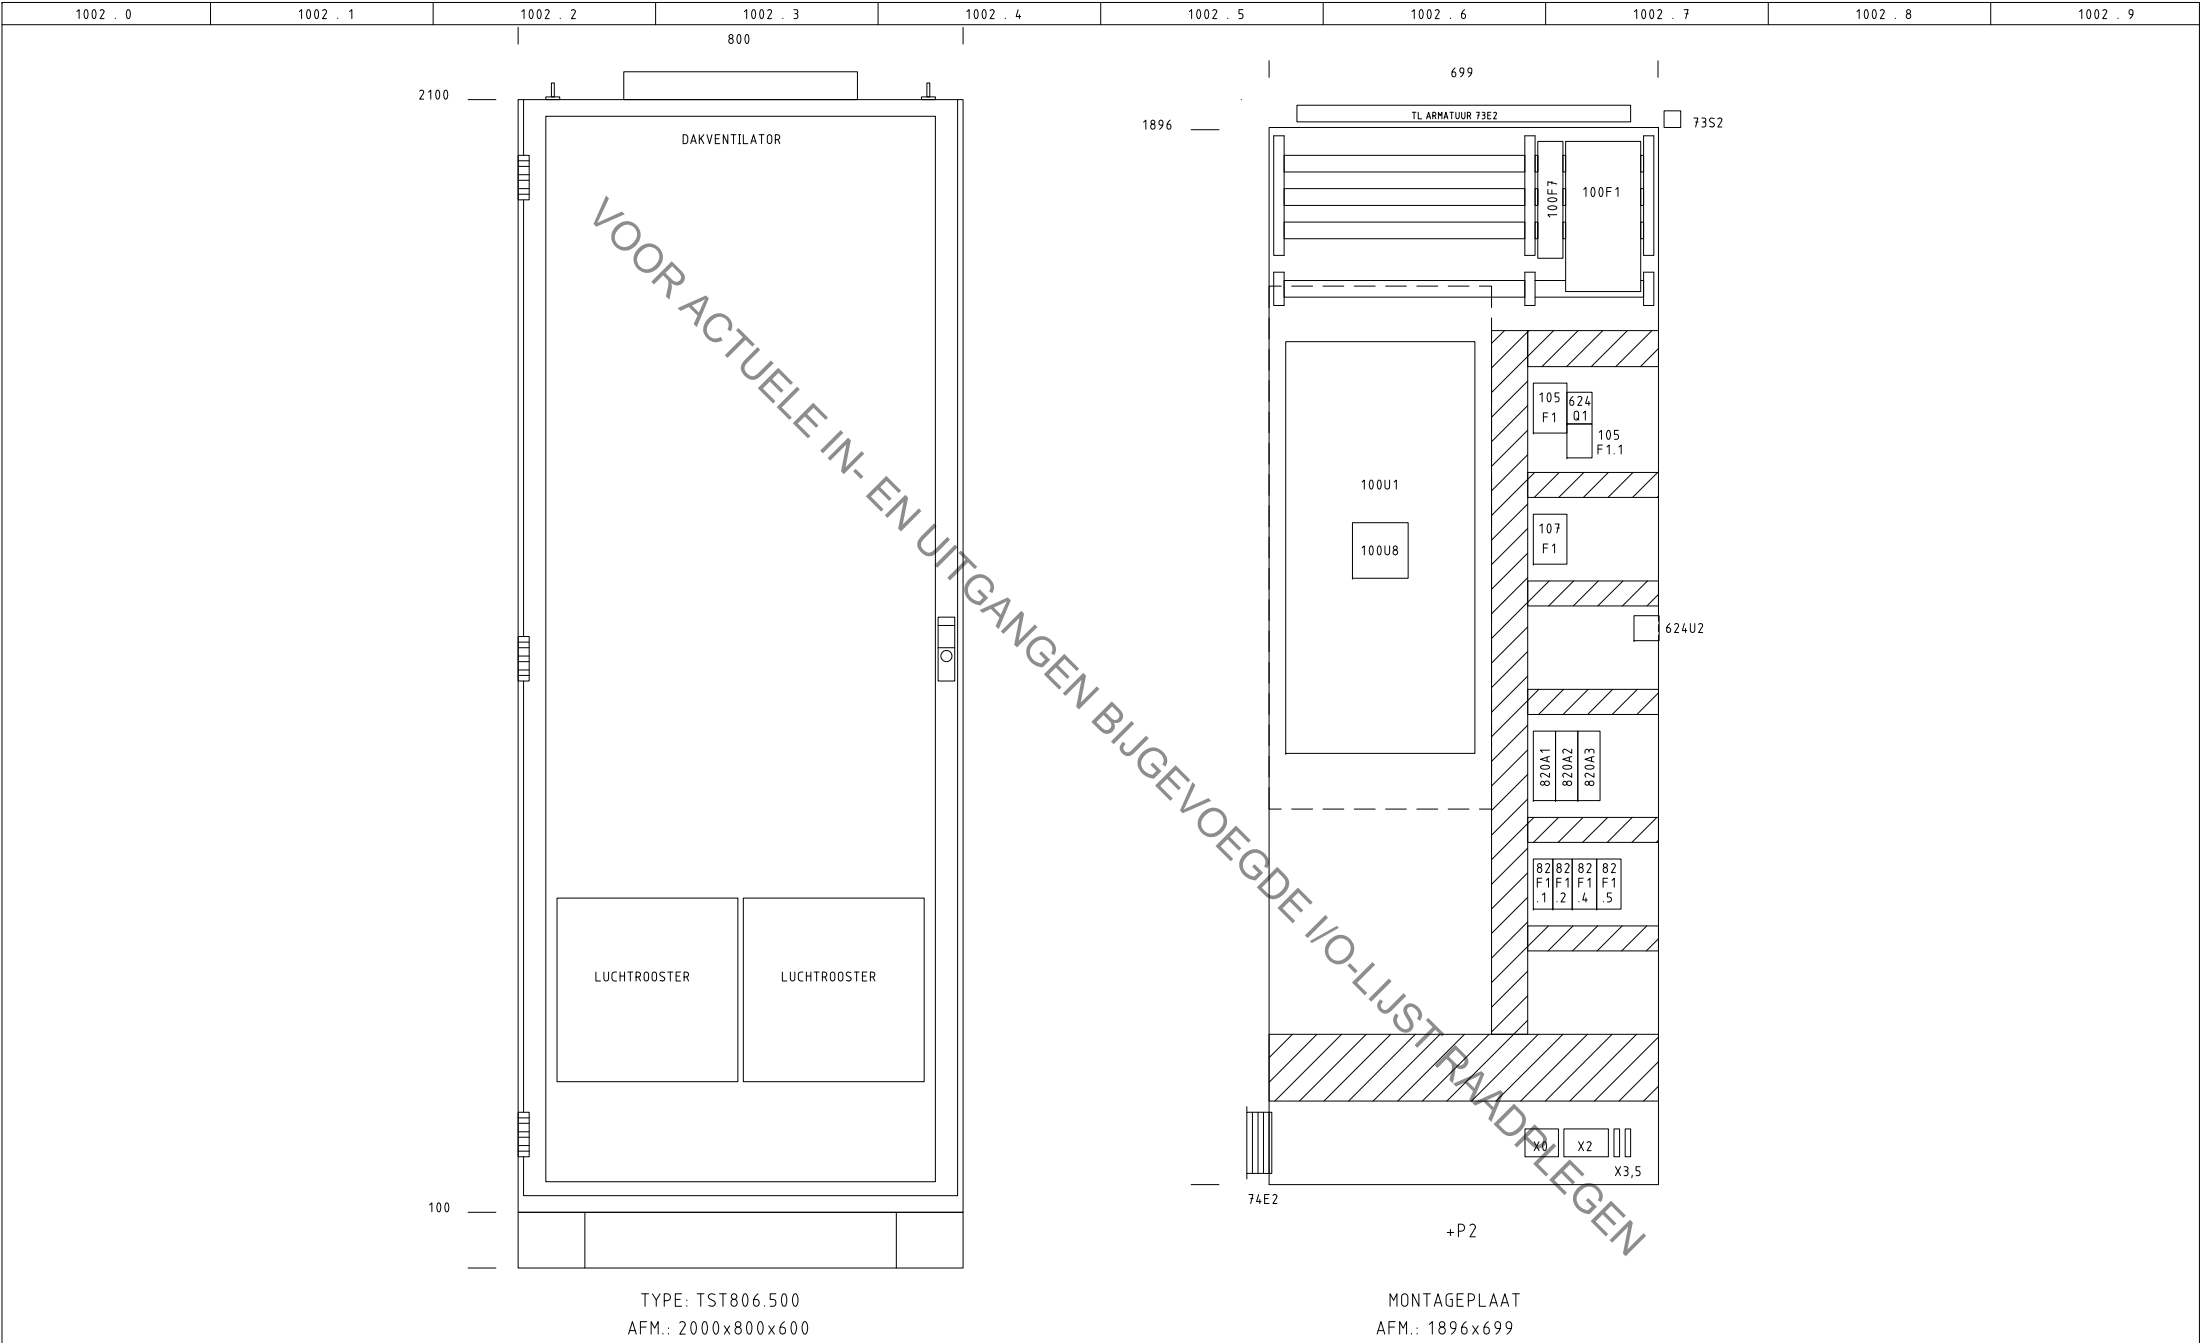 1002 . 0
1002 . 1
1002 . 2
1002 . 3
1002 . 4
1002 . 5
1002 . 6
1002 . 7
1002 . 8
1002 . 9
800
2100
DAKVENTILATOR
LUCHTROOSTER
LUCHTROOSTER
100
TYPE: TST806.500
AFM.: 2000x800x600
VOOR ACTUELE IN- EN UITGANGEN BIJGEVOEGDE I/O-LIJST RAADPLEGEN
699
TL ARMATUUR 73E2
73S2
1896
100F7
100F1
105
F1
624
Q1
105
F1.1
100U1
100U8
107
F1
624U2
820A1
820A2
820A3
82
F1
.1
82
F1
.2
82
F1
.4
82
F1
.5
X0
X2
X3,5
74E2
+P2
MONTAGEPLAAT
AFM.: 1896x699